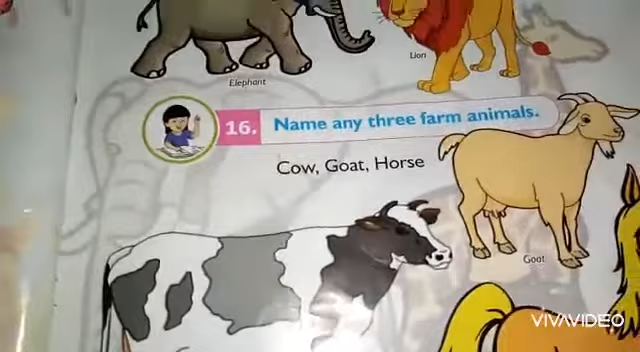 Elephant
Lion
16. Name any three farm animals.
Cow, Goat, Horse
Goat
VIVAVIDEO